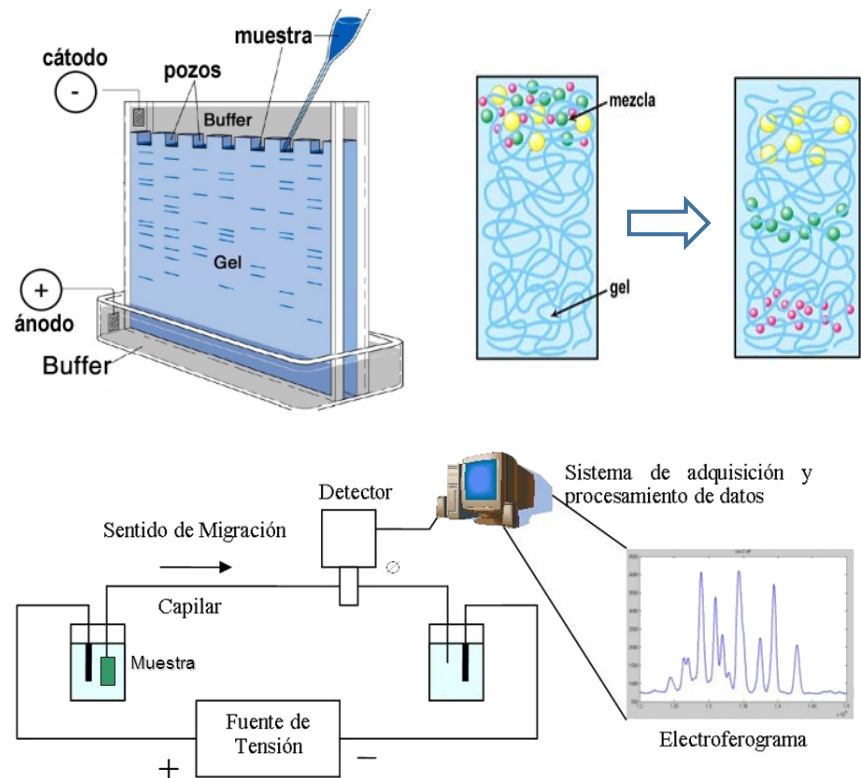 muestra
cátodo
-
pozos
Buffer
Gel
+
ánodo
Buffer
mezcla
gel
Detector
Sistema de adquisición y
procesamiento de datos
Sentido de Migración
Capilar
Muestra
Fuente de
Tensión
+
−
Electroferograma